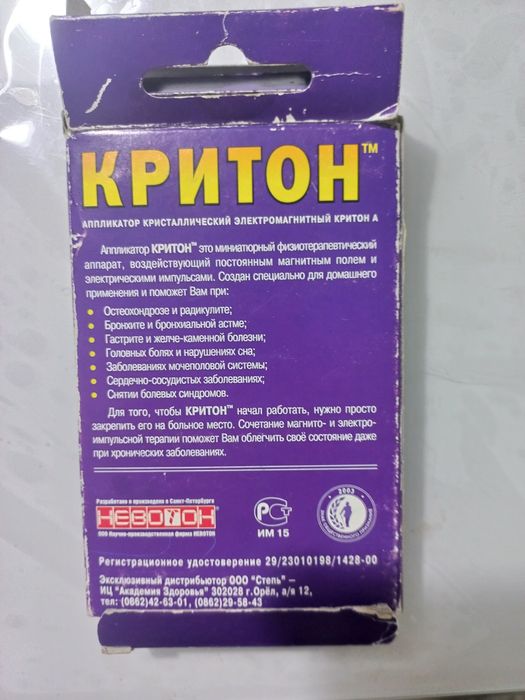 КРИТОН™
АППЛИКАТОР КРИСТАЛЛИЧЕСКИЙ ЭЛЕКТРОМАГНИТНЫЙ КРИТОН А
Аппликатор КРИТОН™ это миниатюрный физиотерапевтический
аппарат, воздействующий постоянным магнитным полем и
электрическими импульсами. Создан специально для домашнего
применения и поможет Вам при:
• Остеохондрозе и радикулите;
• Бронхите и бронхиальной астме;
• Гастрите и желче-каменной болезни;
• Головных болях и нарушениях сна;
• Заболеваниях мочеполовой системы;
• Сердечно-сосудистых заболеваниях;
• Снятии болевых синдромов.
Для того, чтобы КРИТОН™ начал работать, нужно просто
закрепить его на больное место. Сочетание магнито- и электро-
импульсной терапии поможет Вам облегчить своё состояние даже
при хронических заболеваниях.
Разработано и произведено в Санкт-Петербурге
НЕВОТОН
ООО Научно-производственная фирма НЕВОТОН
РСТ
ИМ 15
2003
ЗНАК ОБЩЕСТВЕННОГО ПРИЗНАНИЯ
Регистрационное удостоверение 29/23010198/1428-00
Эксклюзивный дистрибьютор ООО "Степь" –
ИЦ "Академия Здоровья" 302028 г.Орёл, а/я 12,
тел: (0862)42-63-01, (0862)29-58-43